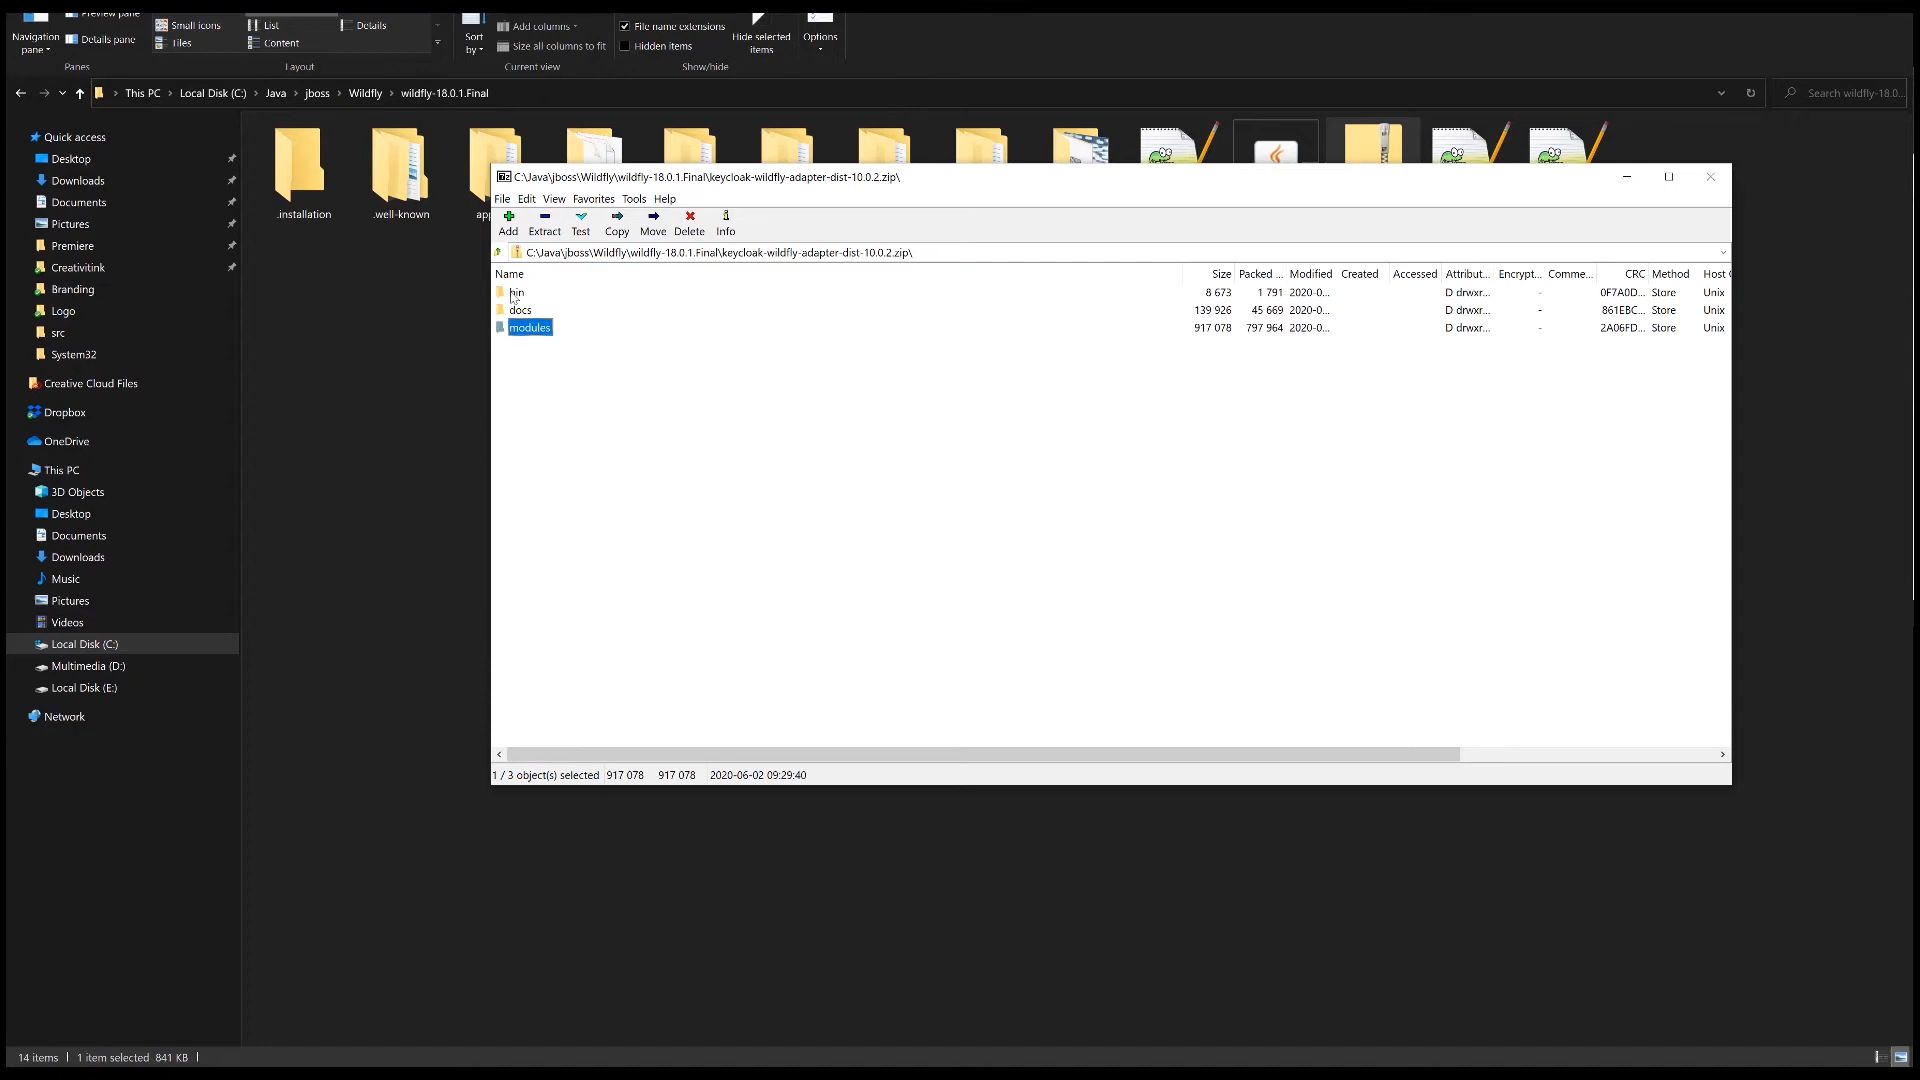 Preview pane
Navigation pane
Details pane
Panes
Small icons
List
Details
Tiles
Content
Layout
Sort by
Add columns
Size all columns to fit
Current view
File name extensions
Hidden items
Hide selected items
Options
Show/hide
This PC > Local Disk (C:) > Java > jboss > Wildfly > wildfly-18.0.1.Final
Search wildfly-18.0...
Quick access
Desktop
Downloads
Documents
Pictures
Premiere
Creativitink
Branding
Logo
src
System32
Creative Cloud Files
Dropbox
OneDrive
This PC
3D Objects
Desktop
Documents
Downloads
Music
Pictures
Videos
Local Disk (C:)
Multimedia (D:)
Local Disk (E:)
Network
.installation
.well-known
C:\Java\jboss\Wildfly\wildfly-18.0.1.Final\keycloak-wildfly-adapter-dist-10.0.2.zip\
File Edit View Favorites Tools Help
Add Extract Test Copy Move Delete Info
C:\Java\jboss\Wildfly\wildfly-18.0.1.Final\keycloak-wildfly-adapter-dist-10.0.2.zip\
Name Size Packed ... Modified Created Accessed Attribut... Encrypt... Comme... CRC Method Host
bin 8 673 1 791 2020-0... D drwxr... - 0F7A0D... Store Unix
docs 139 926 45 669 2020-0... D drwxr... - 861EBC... Store Unix
modules 917 078 797 964 2020-0... D drwxr... - 2A06FD... Store Unix
1 / 3 object(s) selected 917 078 917 078 2020-06-02 09:29:40
14 items 1 item selected 841 KB